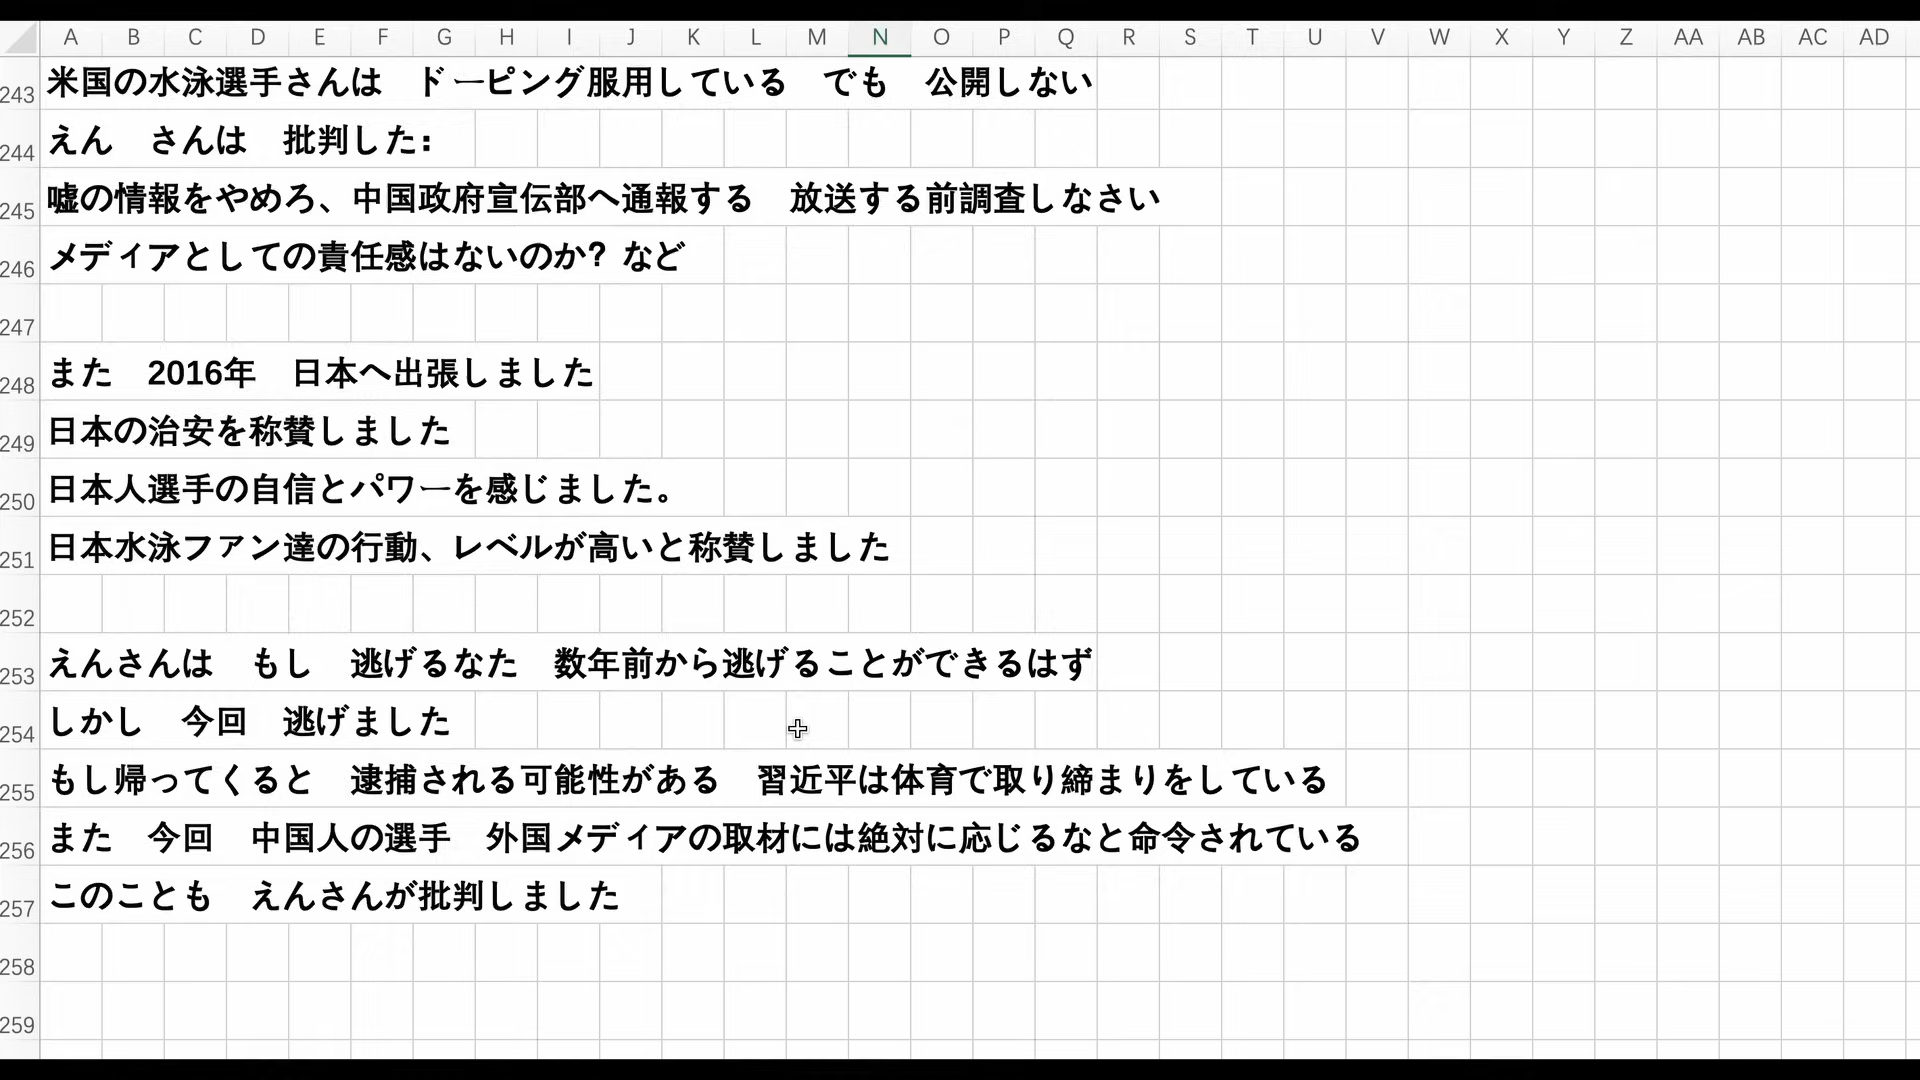 A B C D E F G H I J K L M N O P Q R S T U V W X Y Z AA AB AC AD
243 米国の水泳選手さんは　ドーピング服用している　でも　公開しない
244 えん　さんは　批判した：
245 嘘の情報をやめろ、中国政府宣伝部へ通報する　放送する前調査しなさい
246 メディアとしての責任感はないのか？など
247
248 また　2016年　日本へ出張しました
249 日本の治安を称賛しました
250 日本人選手の自信とパワーを感じました。
251 日本水泳ファン達の行動、レベルが高いと称賛しました
252
253 えんさんは　もし　逃げるなた　数年前から逃げることができるはず
254 しかし　今回　逃げました
255 もし帰ってくると　逮捕される可能性がある　習近平は体育で取り締まりをしている
256 また　今回　中国人の選手　外国メディアの取材には絶対に応じるなと命令されている
257 このことも　えんさんが批判しました
258
259